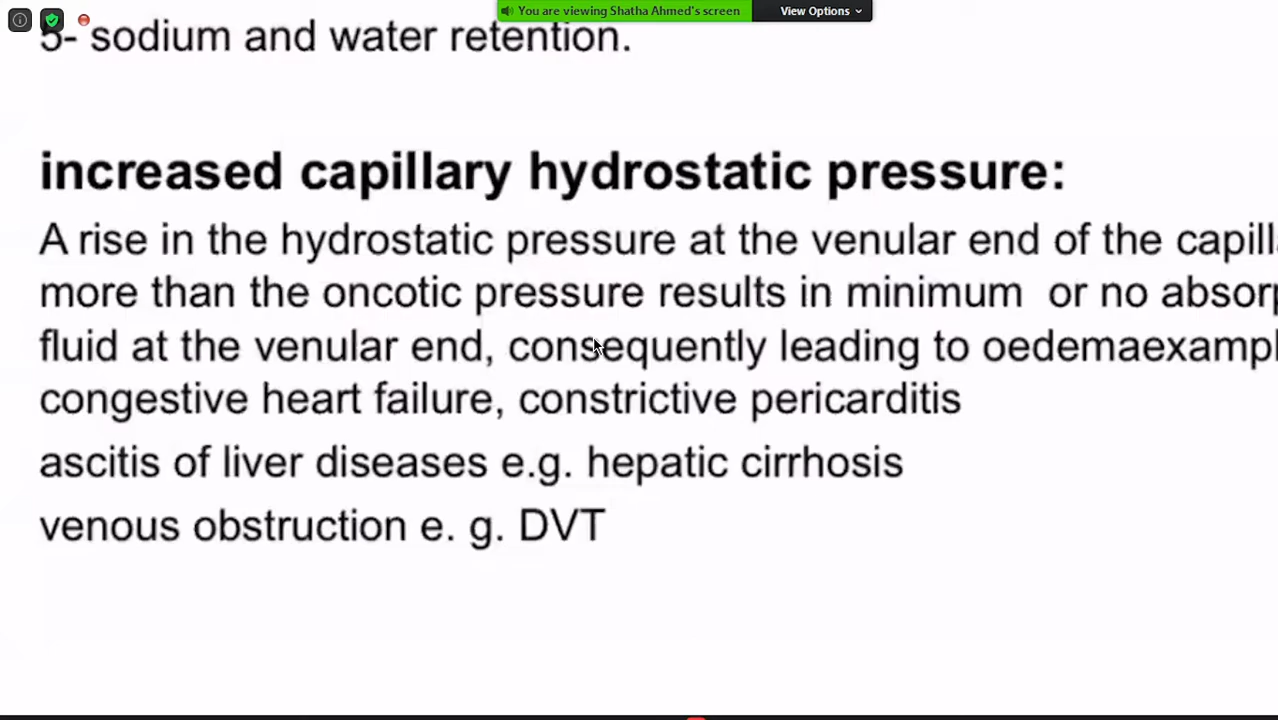 You are viewing Shatha Ahmed's screen
View Options
5- sodium and water retention.
increased capillary hydrostatic pressure:
A rise in the hydrostatic pressure at the venular end of the
more than the oncotic pressure results in minimum or no
fluid at the venular end, consequently leading to
congestive heart failure, constrictive pericarditis
ascitis of liver diseases e.g. hepatic cirrhosis
venous obstruction e. g. DVT